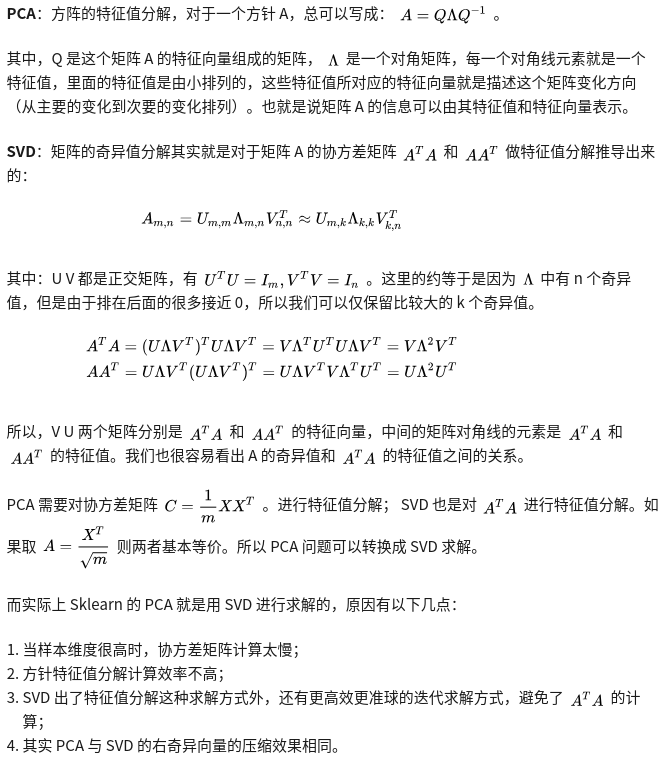 PCA：方阵的特征值分解，对于一个方针 A，总可以写成： $A = Q\Lambda Q^{-1}$ 。
其中，Q 是这个矩阵 A 的特征向量组成的矩阵， $\Lambda$ 是一个对角矩阵，每一个对角线元素就是一个
特征值，里面的特征值是由小排列的，这些特征值所对应的特征向量就是描述这个矩阵变化方向
（从主要的变化到次要的变化排列）。也就是说矩阵 A 的信息可以由其特征值和特征向量表示。
SVD：矩阵的奇异值分解其实就是对于矩阵 A 的协方差矩阵 $A^T A$ 和 $AA^T$ 做特征值分解推导出来
的：
$A_{m,n} = U_{m,m}\Lambda_{m,n}V_{n,n}^T \approx U_{m,k}\Lambda_{k,k}V_{k,n}^T$
其中：U V 都是正交矩阵，有 $U^T U = I_m, V^T V = I_n$ 。这里的约等于是因为 $\Lambda$ 中有 n 个奇异
值，但是由于排在后面的很多接近 0，所以我们可以仅保留比较大的 k 个奇异值。
$A^T A = (U\Lambda V^T)^T U\Lambda V^T = V\Lambda^T U^T U\Lambda V^T = V\Lambda^2 V^T$
$AA^T = U\Lambda V^T (U\Lambda V^T)^T = U\Lambda V^T V\Lambda^T U^T = U\Lambda^2 U^T$
所以，V U 两个矩阵分别是 $A^T A$ 和 $AA^T$ 的特征向量，中间的矩阵对角线的元素是 $A^T A$ 和
$AA^T$ 的特征值。我们也很容易看出 A 的奇异值和 $A^T A$ 的特征值之间的关系。
PCA 需要对协方差矩阵 $C = \frac{1}{m}XX^T$ 。进行特征值分解； SVD 也是对 $A^T A$ 进行特征值分解。如
果取 $A = \frac{X^T}{\sqrt{m}}$ 则两者基本等价。所以 PCA 问题可以转换成 SVD 求解。
而实际上 Sklearn 的 PCA 就是用 SVD 进行求解的，原因有以下几点：
1. 当样本维度很高时，协方差矩阵计算太慢；
2. 方针特征值分解计算效率不高；
3. SVD 出了特征值分解这种求解方式外，还有更高效更准球的迭代求解方式，避免了 $A^T A$ 的计
算；
4. 其实 PCA 与 SVD 的右奇异向量的压缩效果相同。